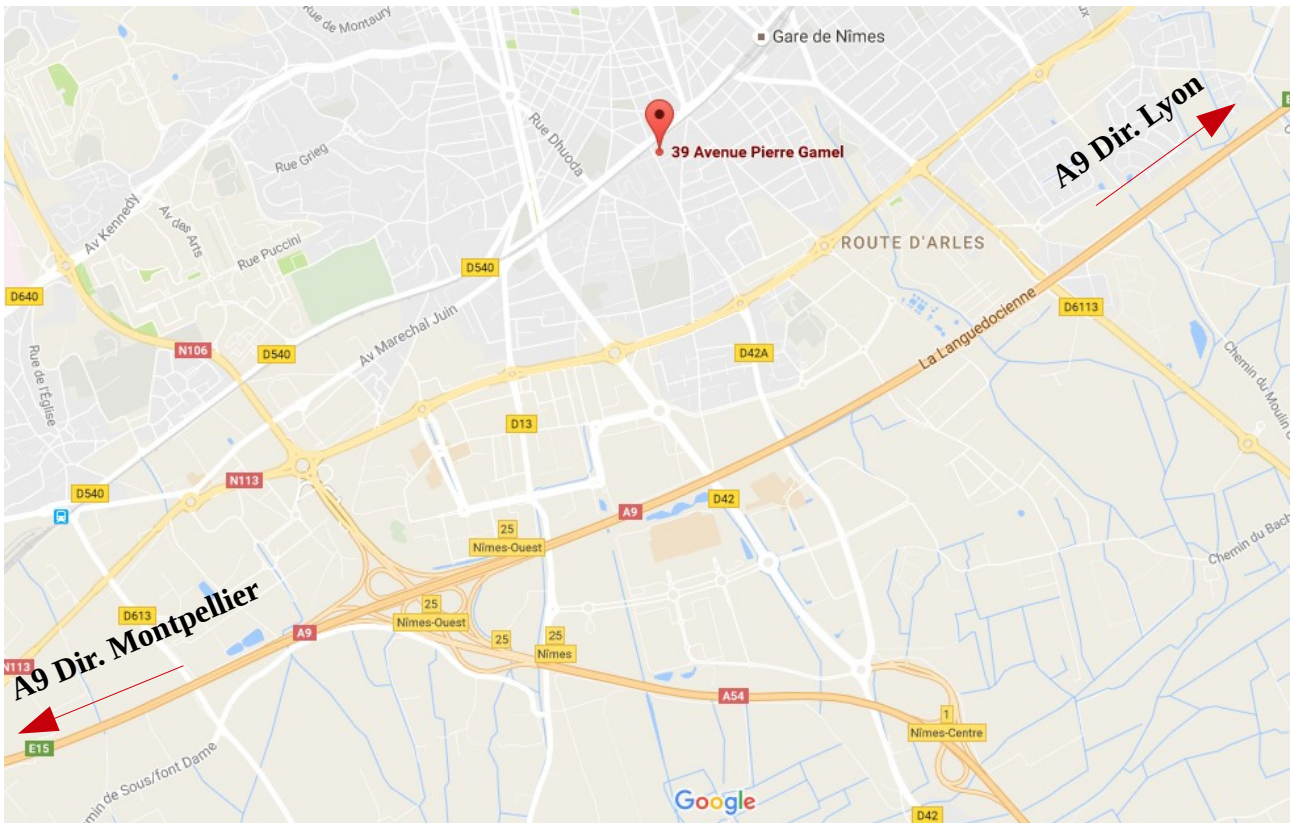 Rue de Montaury
Gare de Nîmes
Rue Dhuoda
39 Avenue Pierre Gamel
A9 Dir. Lyon
Rue Grieg
Av Kennedy
Av des Arts
Rue Puccini
ROUTE D'ARLES
D540
D640
La Languedocienne
D6113
Av Marechal Juin
N106
D540
D42A
Rue de l'Église
Chemin du Moulin
D13
N113
D540
D42
A9
25
Nîmes-Ouest
Chemin du Bach
25
Nîmes-Ouest
D613
A9
25
25
Nîmes
N113
A9 Dir. Montpellier
A54
1
Nîmes-Centre
E15
min de Sous/font Dame
Google
D42